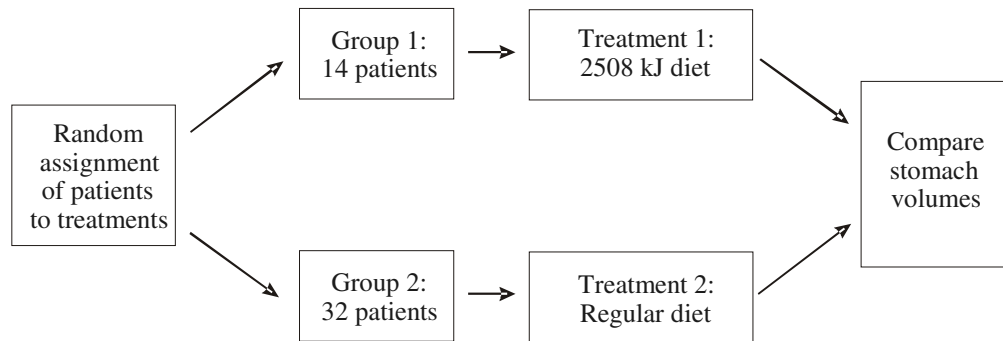 Random
assignment
of patients
to treatments
Group 1:
14 patients
Treatment 1:
2508 kJ diet
Group 2:
32 patients
Treatment 2:
Regular diet
Compare
stomach
volumes